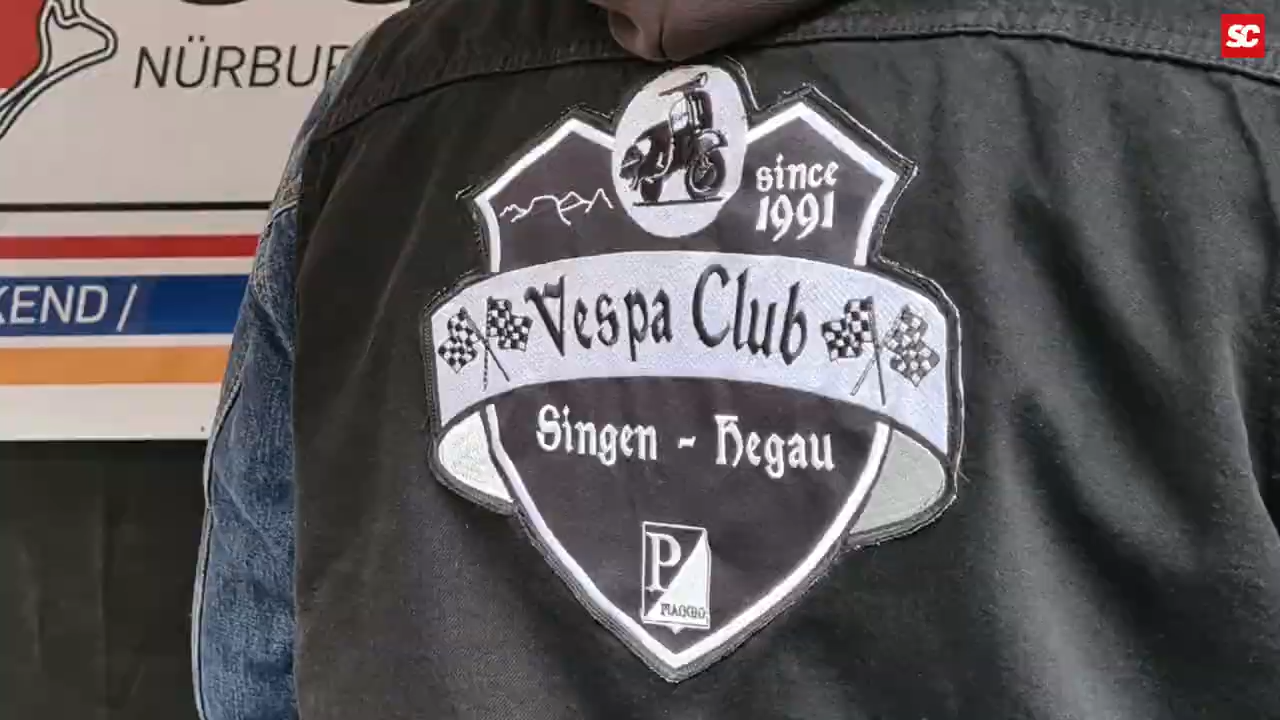 SC
NÜRBUR
KEND /
since
1991
Vespa Club
Singen - Hegau
P
PIAGGIO